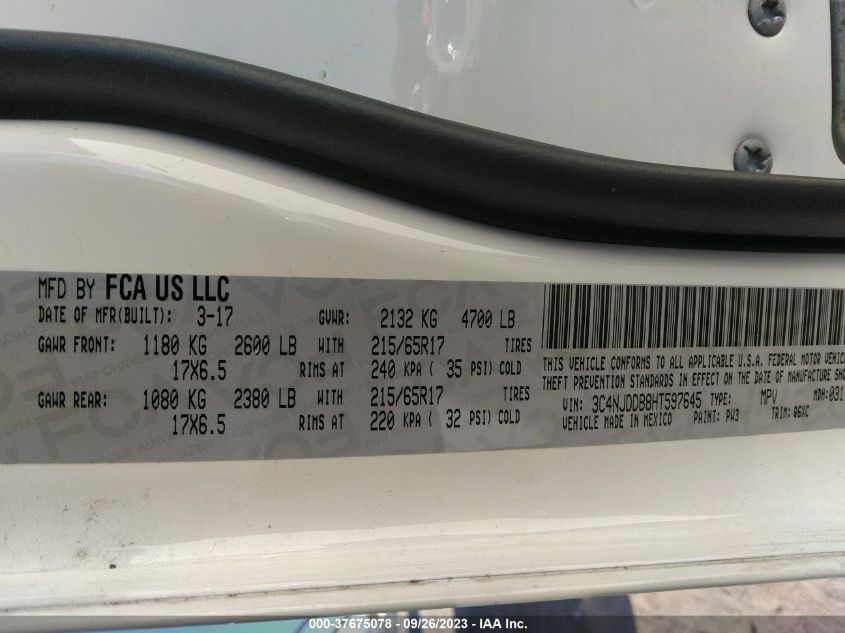 MFD BY FCA US LLC
DATE OF MFR(BUILT): 3-17 GVWR: 2132 KG 4700 LB
GAWR FRONT: 1180 KG 2600 LB WITH 215/65R17 TIRES
17X6.5 RIMS AT 240 KPA ( 35 PSI) COLD
GAWR REAR: 1080 KG 2380 LB WITH 215/65R17 TIRES
17X6.5 RIMS AT 220 KPA ( 32 PSI) COLD
THIS VEHICLE CONFORMS TO ALL APPLICABLE U.S.A. FEDERAL MOTOR VEHIC
THEFT PREVENTION STANDARDS IN EFFECT ON THE DATE OF MANUFACTURE SHO
VIN: 3C4NJDDB8HT597645 TYPE: MPV MDH: 031
VEHICLE MADE IN MEXICO PAINT: PW3 TRIM: Q6XC
000-37675078 - 09/26/2023 - IAA Inc.